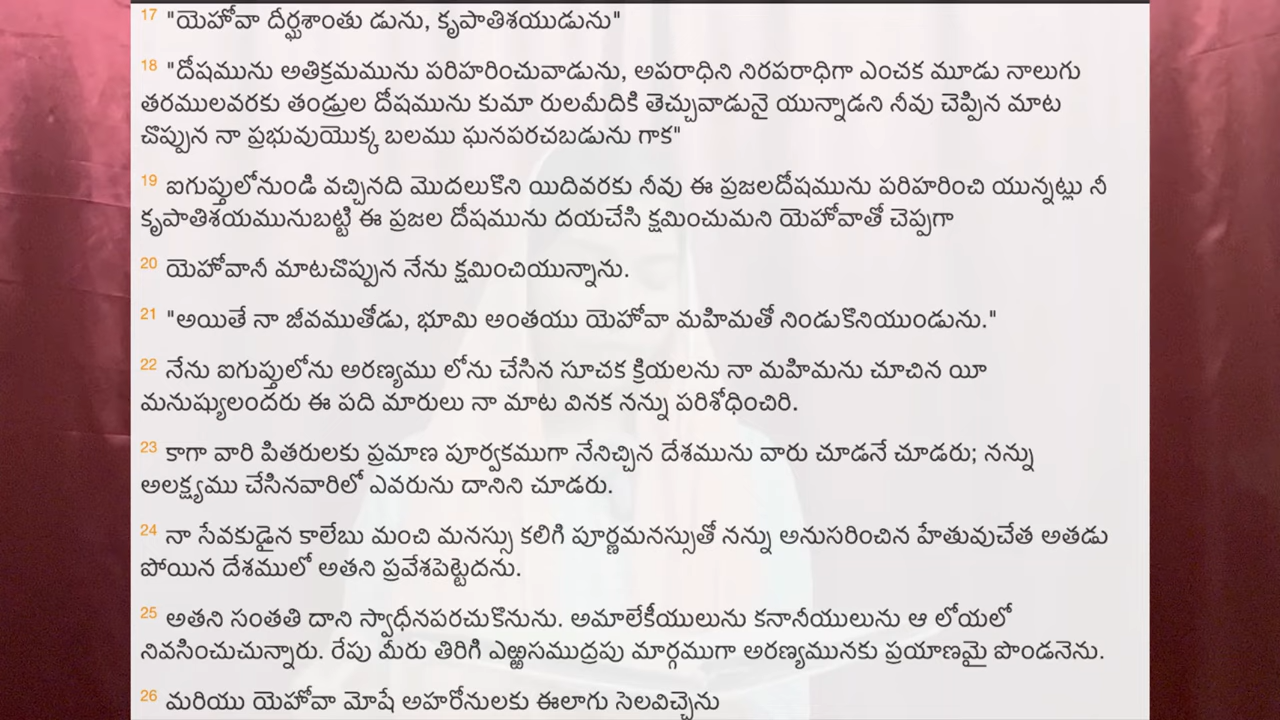 17 "యెహోవా దీర్ఘశాంతు డును, కృపాతిశయుడును"
18 "దోషమును అతిక్రమమును పరిహరించువాడును, అపరాధిని నిరపరాధిగా ఎంచక మూడు నాలుగు
తరములవరకు తండ్రుల దోషమును కుమా రులమీదికి తెచ్చువాడునై యున్నాడని నీవు చెప్పిన మాట
చొప్పున నా ప్రభువుయొక్క బలము ఘనపరచబడును గాక"
19 ఐగుప్తులోనుండి వచ్చినది మొదలుకొని యిదివరకు నీవు ఈ ప్రజలదోషమును పరిహరించి యున్నట్లు నీ
కృపాతిశయమునుబట్టి ఈ ప్రజల దోషమును దయచేసి క్షమించుమని యెహోవాతో చెప్పగా
20 యెహోవానీ మాటచొప్పున నేను క్షమించియున్నాను.
21 "అయితే నా జీవముతోడు, భూమి అంతయు యెహోవా మహిమతో నిండుకొనియుండును."
22 నేను ఐగుప్తులోను అరణ్యము లోను చేసిన సూచక క్రియలను నా మహిమను చూచిన యీ
మనుష్యులందరు ఈ పది మారులు నా మాట వినక నన్ను పరిశోధించిరి.
23 కాగా వారి పితరులకు ప్రమాణ పూర్వకముగా నేనిచ్చిన దేశమును వారు చూడనే చూడరు; నన్ను
అలక్ష్యము చేసినవారిలో ఎవరును దానిని చూడరు.
24 నా సేవకుడైన కాలేబు మంచి మనస్సు కలిగి పూర్ణమనస్సుతో నన్ను అనుసరించిన హేతువుచేత అతడు
పోయిన దేశములో అతని ప్రవేశపెట్టెదను.
25 అతని సంతతి దాని స్వాధీనపరచుకొనును. అమాలేకీయులును కనానీయులును ఆ లోయలో
నివసించుచున్నారు. రేపు మీరు తిరిగి ఎఱ్ఱసముద్రపు మార్గముగా అరణ్యమునకు ప్రయాణమై పొండనెను.
26 మరియు యెహోవా మోషే అహరోనులకు ఈలాగు సెలవిచ్చెను